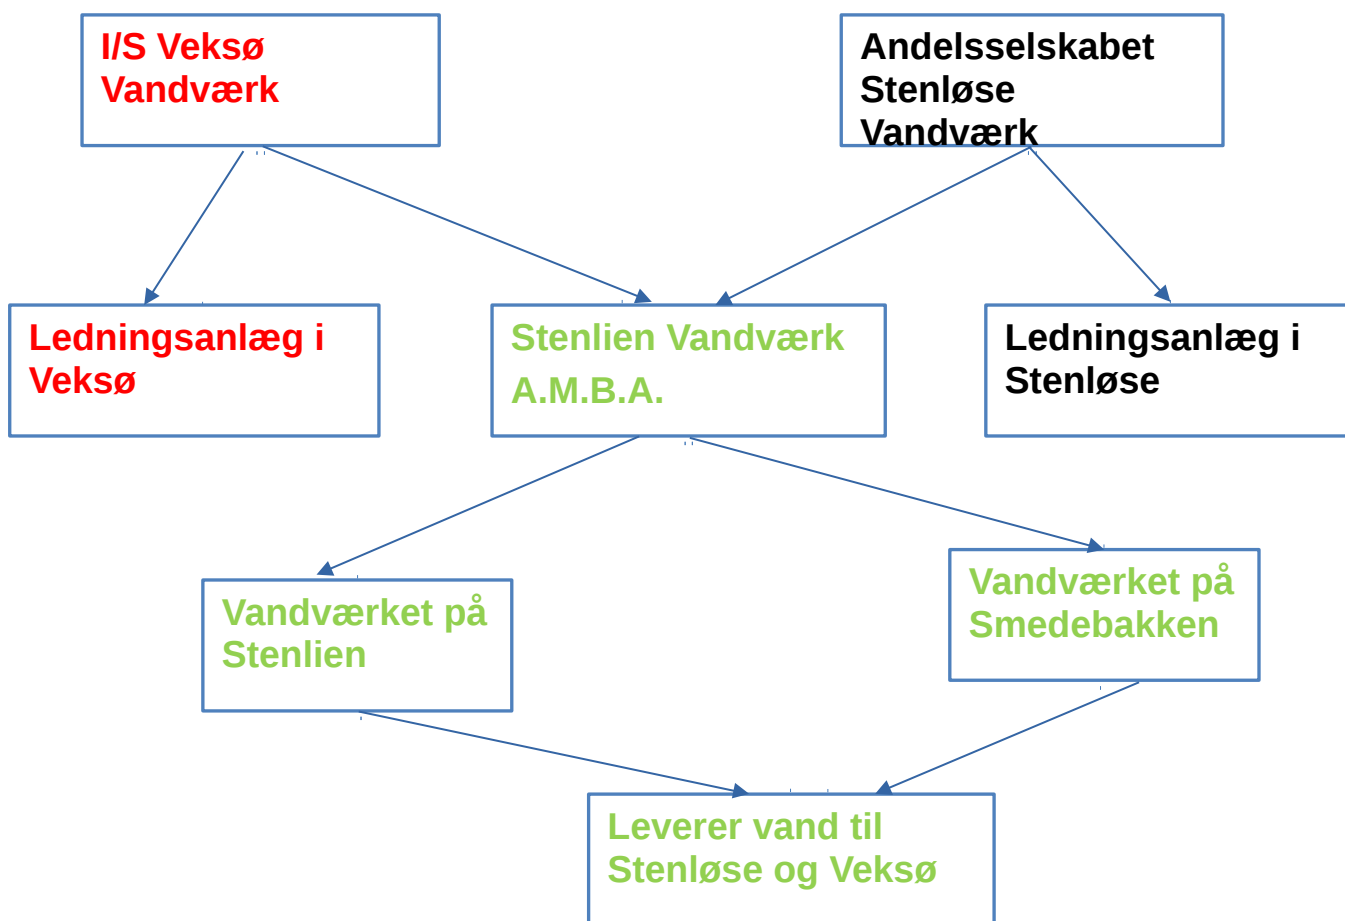 I/S Veksø
Vandværk
Andelsselskabet
Stenløse
Vandværk
Ledningsanlæg i
Veksø
Stenlien Vandværk
A.M.B.A.
Ledningsanlæg i
Stenløse
Vandværket på
Stenlien
Vandværket på
Smedebakken
Leverer vand til
Stenløse og Veksø